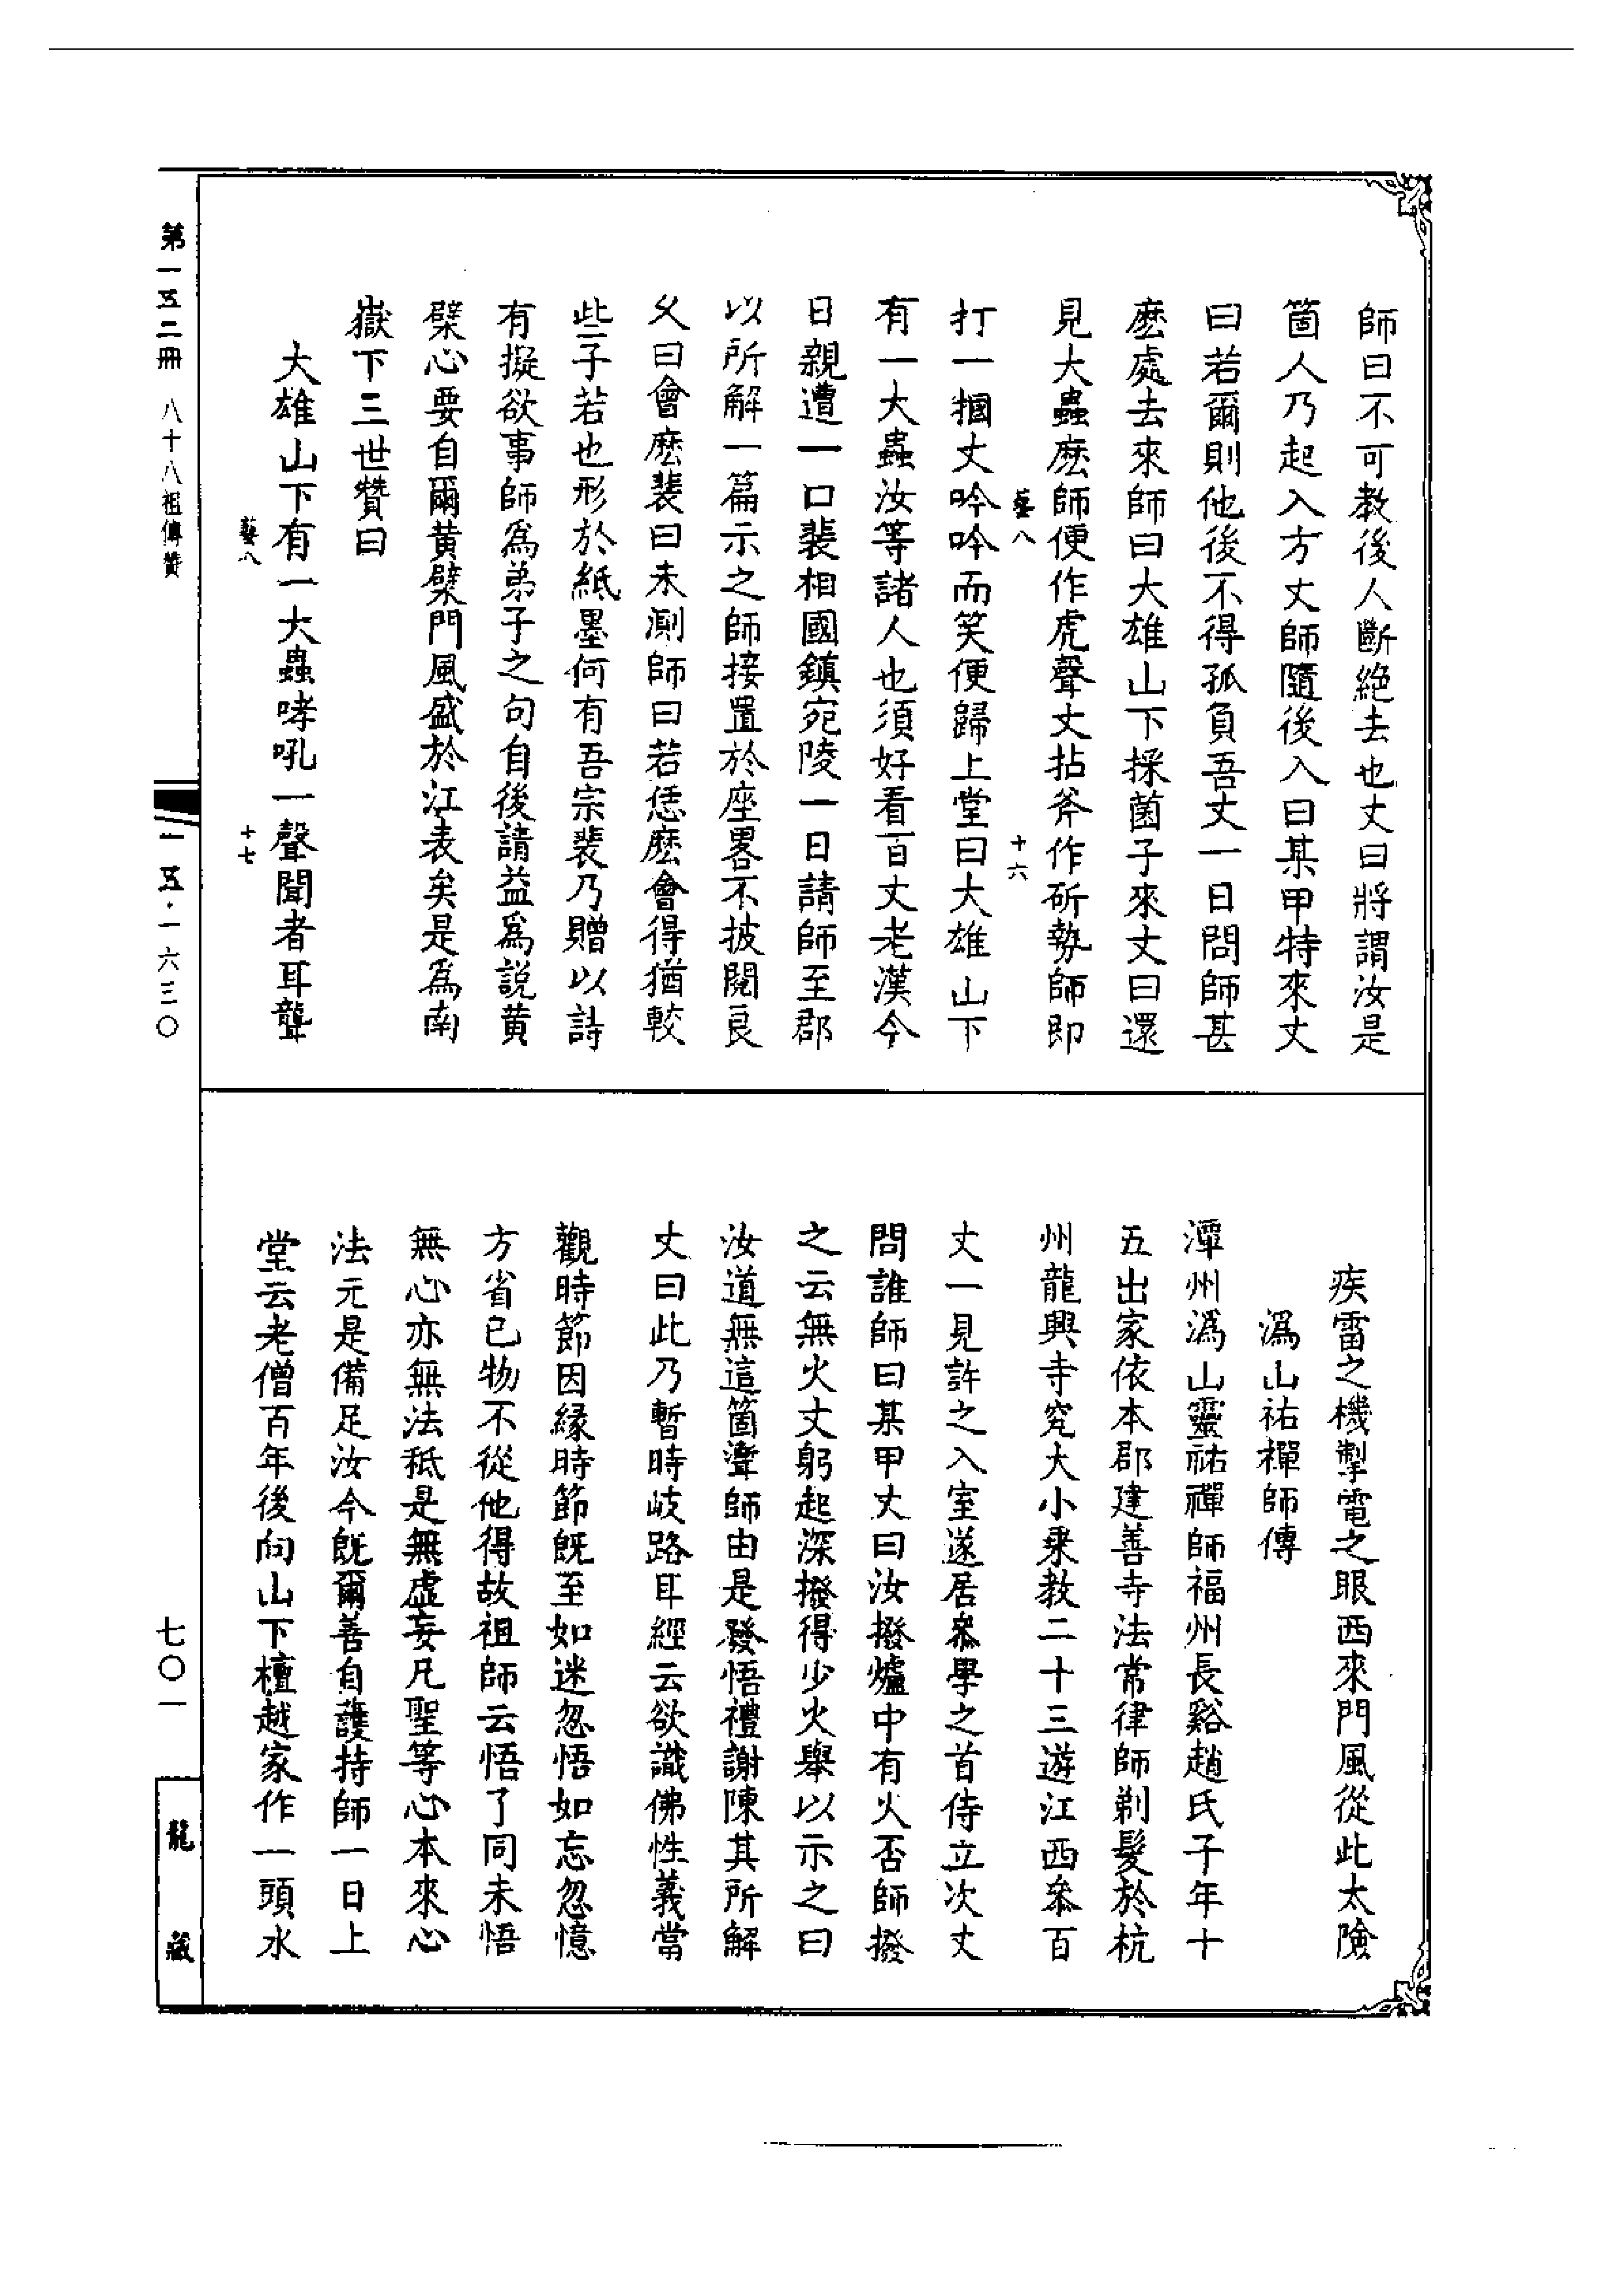 師曰不可教後人斷絕去也丈曰將謂汝是
箇人乃起入方丈師隨後入曰某甲特來丈
曰若爾則他後不得孤負吾丈一日問師甚
麽處去來師曰大雄山下採菌子來丈曰還
見大蟲麽師便作虎聲丈拈斧作斫勢師即
藝八 十六
打一摑丈吟吟而笑便歸上堂曰大雄山下
有一大蟲汝等諸人也須好看百丈老漢今
日親遭一口裴相國鎮宛陵一日請師至郡
以所解一篇示之師接置於座畧不披閱良
乆曰會麽裴曰未測師曰若恁麽會得猶較
些子若也形於紙墨何有吾宗裴乃贈以詩
有擬欲事師爲弟子之句自後請益爲説黄
檗心要自爾黄檗門風盛於江表矣是爲南
嶽下三世贊曰
大雄山下有一大蟲哮吼一聲聞者耳聾
藝八 十七
疾雷之機掣電之眼西來門風從此太險
溈山祐禪師傳
潭州溈山靈祐禪師福州長谿趙氏子年十
五出家依本郡建善寺法常律師剃髮於杭
州龍興寺究大小乘教二十三遊江西叅百
丈一見許之入室遂居叅學之首侍立次丈
問誰師曰某甲丈曰汝撥爐中有火否師撥
之云無火丈躬起深撥得少火舉以示之曰
汝道無這箇聻師由是發悟禮謝陳其所解
丈曰此乃暫時岐路耳經云欲識佛性義當
觀時節因緣時節既至如迷忽悟如忘忽憶
方省已物不從他得故祖師云悟了同未悟
無心亦無法秪是無虛妄凡聖等心本來心
法元是備足汝今既爾善自護持師一日上
堂云老僧百年後向山下檀越家作一頭水
第一五二冊 八十八祖傳贊
一五·一六三〇
七〇一
龍藏